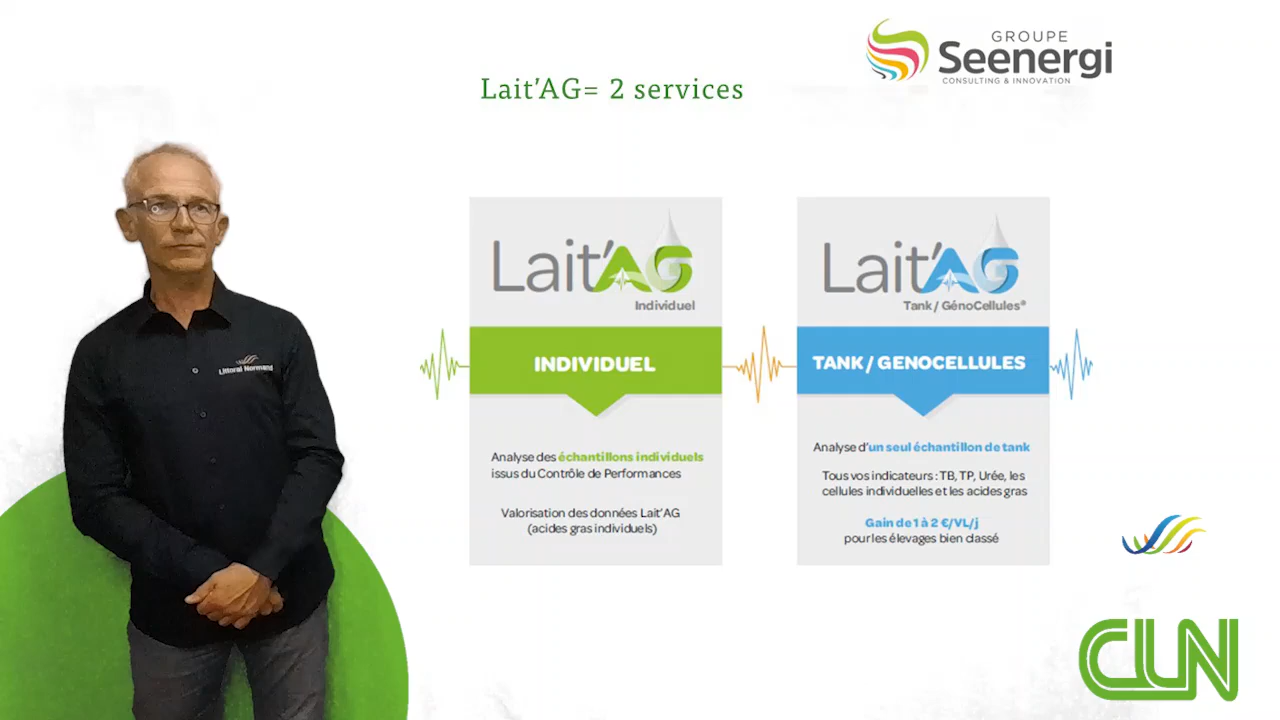 GROUPE
Seenergi
CONSULTING & INNOVATION
Lait'AG= 2 services
Lait'AG
Individuel
INDIVIDUEL
Analyse des échantillons individuels
issus du Contrôle de Performances
Valorisation des données Lait'AG
(acides gras individuels)
Lait'AG
Tank / GénoCellules®
TANK / GENOCELLULES
Analyse d'un seul échantillon de tank
Tous vos indicateurs : TB, TP, Urée, les
cellules individuelles et les acides gras
Gain de 1 à 2 €/VL/j
pour les élevages bien classé
Littoral Normand
CLN